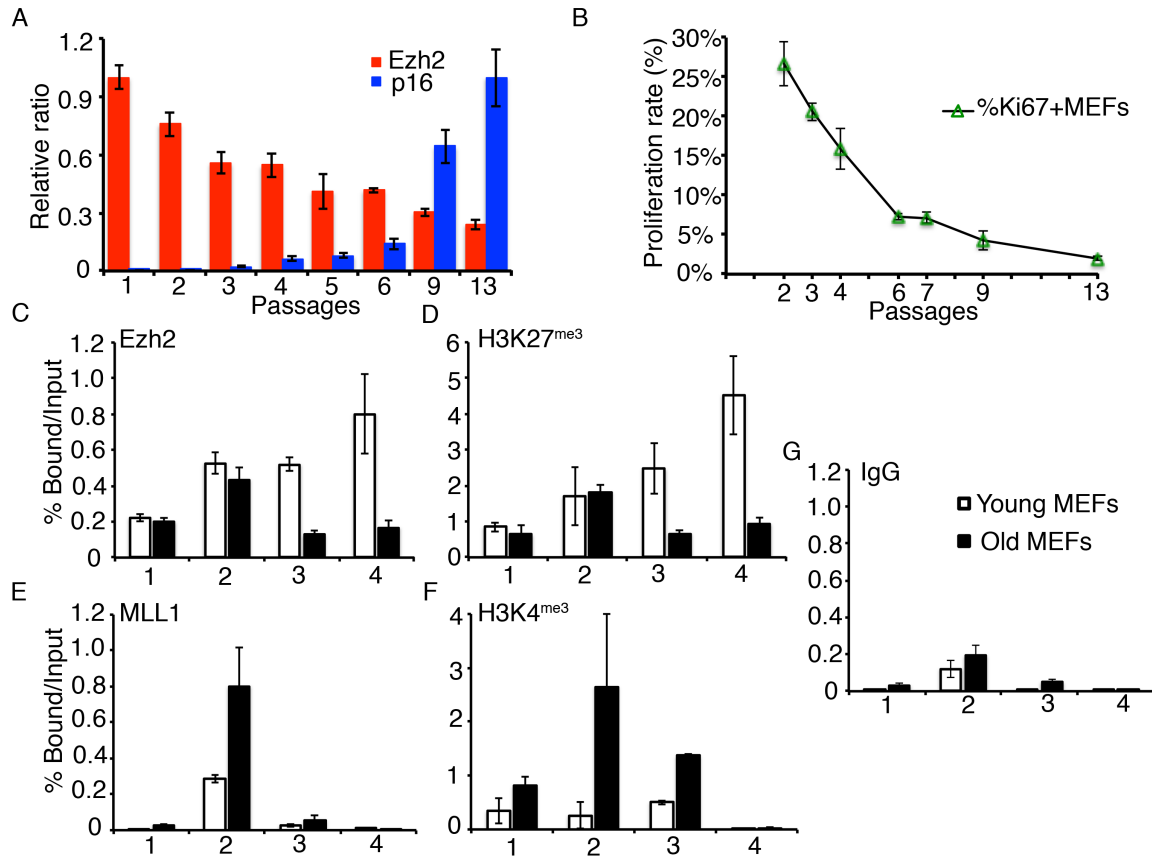 A
Relative ratio
1.2
0.9
0.6
0.3
0
Ezh2
p16
1 2 3 4 5 6 9 13
Passages
B
Proliferation rate (%)
30%
25%
20%
15%
10%
5%
0%
%Ki67+MEFs
2 3 4 6 7 9 13
Passages
C
Ezh2
% Bound/Input
1.2
1.0
0.8
0.6
0.4
0.2
0
1 2 3 4
D
H3K27me3
6
5
4
3
2
1
0
1 2 3 4
E
MLL1
% Bound/Input
1.2
1.0
0.8
0.6
0.4
0.2
0
1 2 3 4
F
H3K4me3
4
3
2
1
0
1 2 3 4
G
IgG
1.2
1.0
0.8
0.6
0.4
0.2
0
Young MEFs
Old MEFs
1 2 3 4